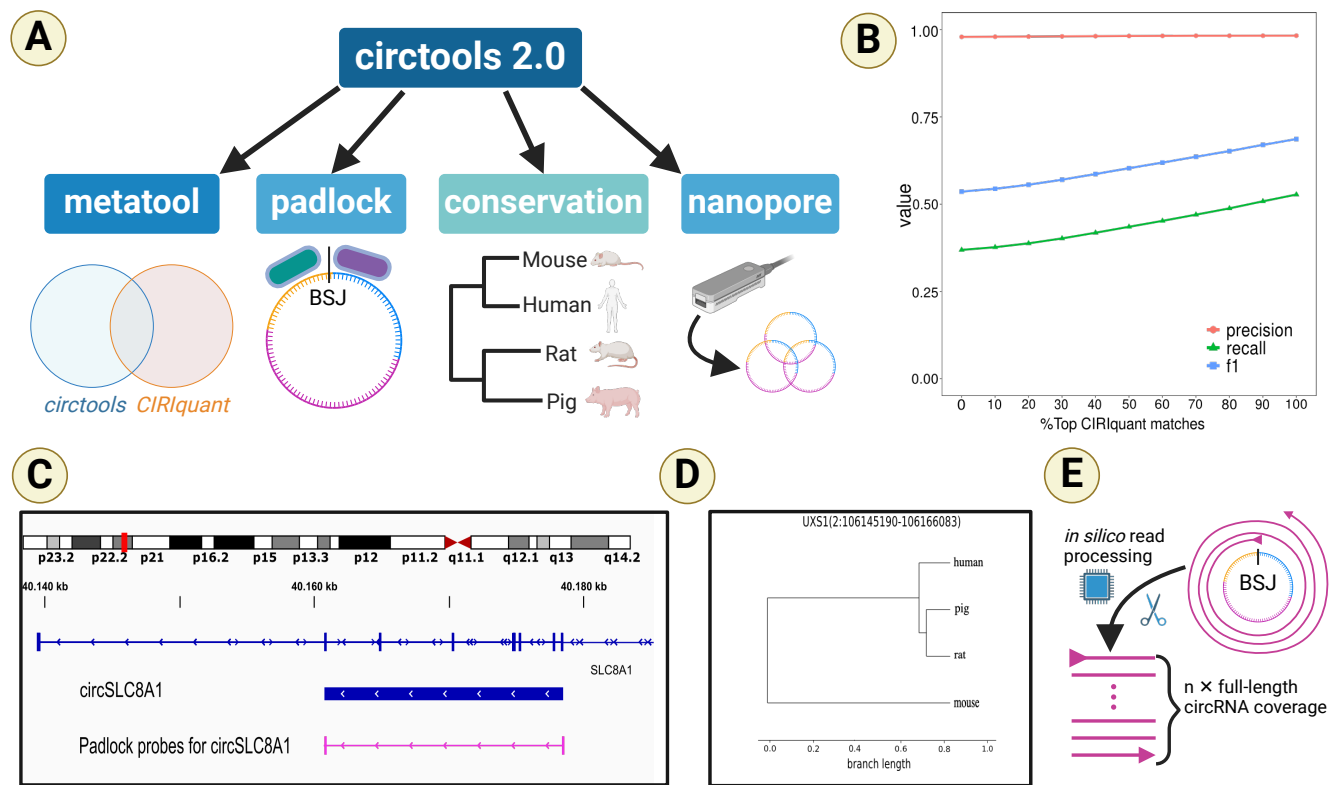 A
circtools 2.0
metatool
padlock
conservation
nanopore
circtools
CIRIquant
BSJ
Mouse
Human
Rat
Pig
B
value
1.00
0.75
0.50
0.25
0.00
precision
recall
f1
0 10 20 30 40 50 60 70 80 90 100
%Top CIRIquant matches
C
p23.2 p22.2 p21 p16.2 p15 p13.3 p12 p11.2 q11.1 q12.1 q13 q14.2
40.140 kb 40.160 kb 40.180 kb
SLC8A1
circSLC8A1
Padlock probes for circSLC8A1
D
UXS1(2:106145190-106166083)
human
pig
rat
mouse
0.0 0.2 0.4 0.6 0.8 1.0
branch length
E
in silico read
processing
BSJ
n × full-length
circRNA coverage